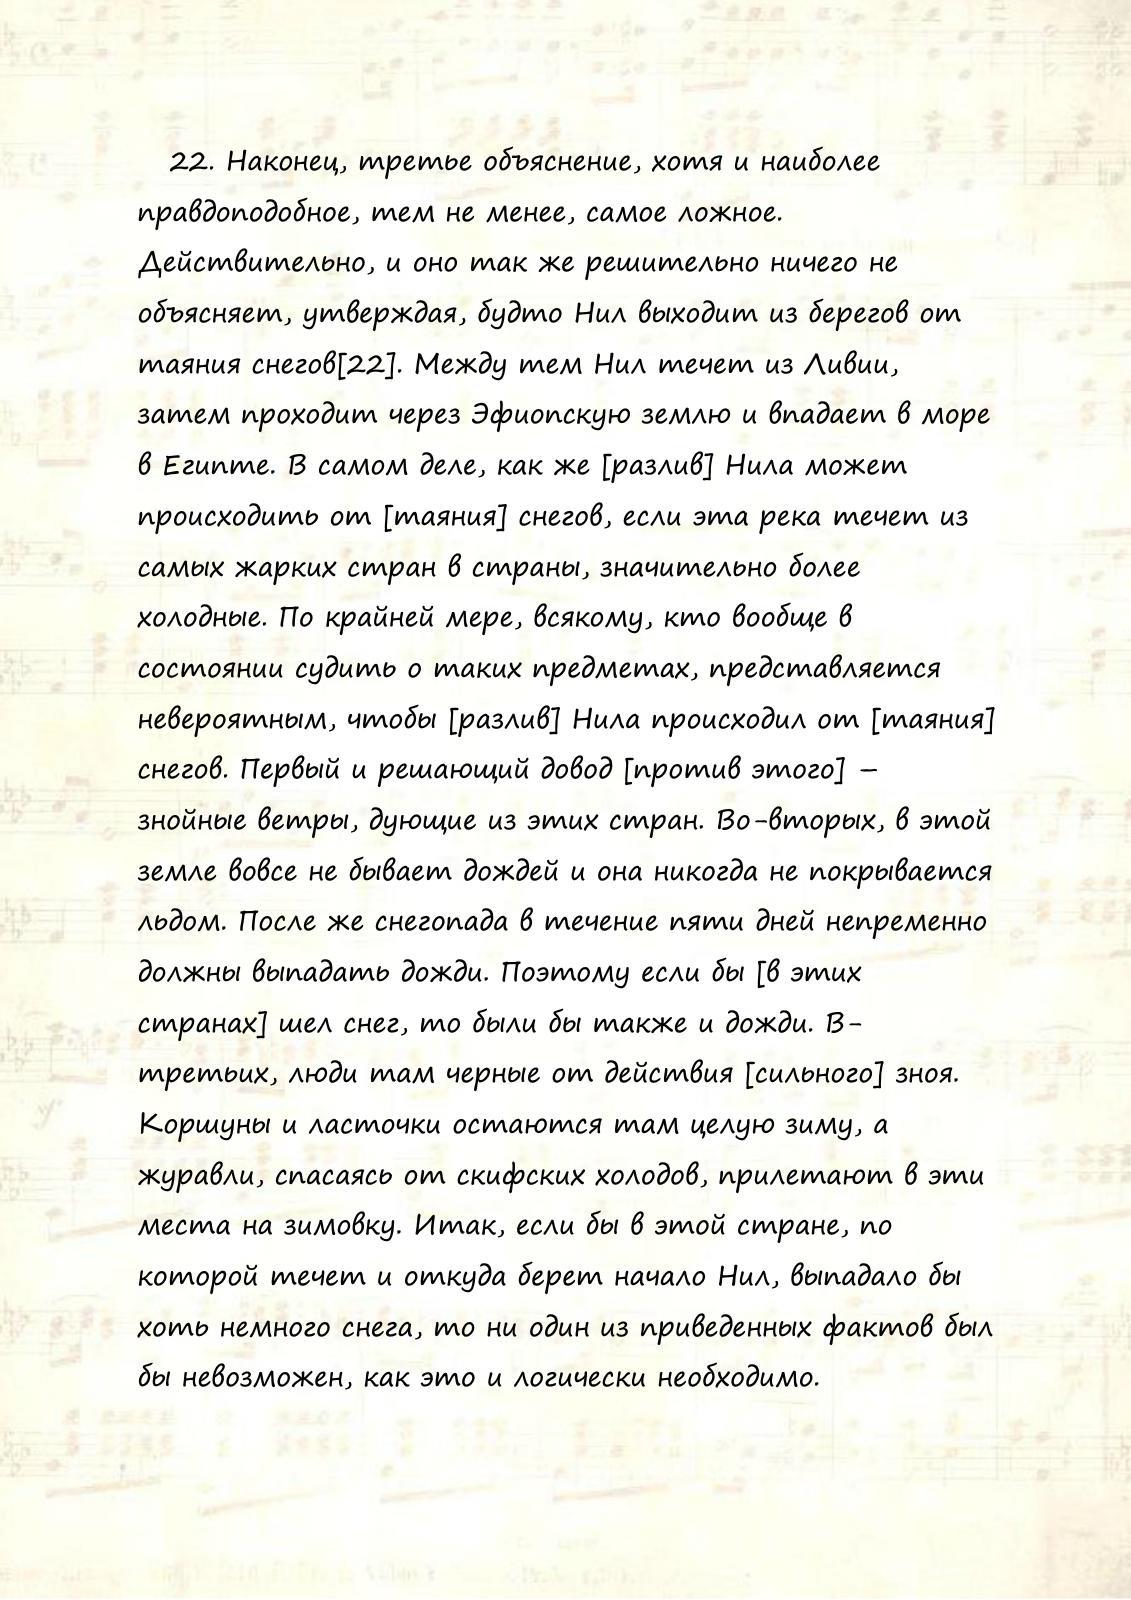 22. Наконец, третье объяснение, хотя и наиболее
правдоподобное, тем не менее, самое ложное.
Действительно, и оно так же решительно ничего не
объясняет, утверждая, будто Нил выходит из берегов от
таяния снегов[22]. Между тем Нил течет из Ливии,
затем проходит через Эфиопскую землю и впадает в море
в Египте. В самом деле, как же [разлив] Нила может
происходить от [таяния] снегов, если эта река течет из
самых жарких стран в страны, значительно более
холодные. По крайней мере, всякому, кто вообще в
состоянии судить о таких предметах, представляется
невероятным, чтобы [разлив] Нила происходил от [таяния]
снегов. Первый и решающий довод [против этого] –
знойные ветры, дующие из этих стран. Во-вторых, в этой
земле вовсе не бывает дождей и она никогда не покрывается
льдом. После же снегопада в течение пяти дней непременно
должны выпадать дожди. Поэтому если бы [в этих
странах] шел снег, то были бы также и дожди. В-
третьих, люди там черные от действия [сильного] зноя.
Коршуны и ласточки остаются там целую зиму, а
журавли, спасаясь от скифских холодов, прилетают в эти
места на зимовку. Итак, если бы в этой стране, по
которой течет и откуда берет начало Нил, выпадало бы
хоть немного снега, то ни один из приведенных фактов был
бы невозможен, как это и логически необходимо.